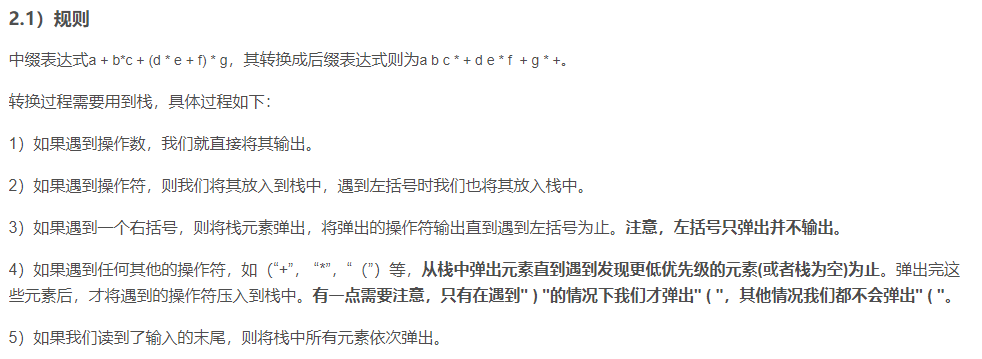 2.1）规则
中缀表达式a + b*c + (d * e + f) * g，其转换成后缀表达式则为a b c * + d e * f  + g * +。
转换过程需要用到栈，具体过程如下：
1）如果遇到操作数，我们就直接将其输出。
2）如果遇到操作符，则我们将其放入到栈中，遇到左括号时我们也将其放入栈中。
3）如果遇到一个右括号，则将栈元素弹出，将弹出的操作符输出直到遇到左括号为止。注意，左括号只弹出并不输出。
4）如果遇到任何其他的操作符，如（“+”， “*”，“（”）等，从栈中弹出元素直到遇到发现更低优先级的元素(或者栈为空)为止。弹出完这
些元素后，才将遇到的操作符压入到栈中。有一点需要注意，只有在遇到" ) "的情况下我们才弹出" ( "，其他情况我们都不会弹出" ( "。
5）如果我们读到了输入的末尾，则将栈中所有元素依次弹出。